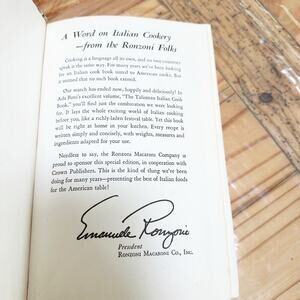 A Word on Italian Cookery
—from the Ronzoni Folks
Cooking is a language all its own, and no two countries
speak it the same way. For many years we've been looking
for an Italian cook book tuned to American cooks. But
it seemed that no such book existed.
Our search has ended now, happily and deliciously! In
Ada Boni's excellent volume, "The Talisman Italian Cook
Book," you'll find just the combination we were looking
for. It lays the whole exciting world of Italian cooking
before you, like a richly-laden festival table. Yet this book
will be right at home in your kitchen. Every recipe is
written simply and concisely, with weights, measures and
ingredients adapted for your use.
Needless to say, the Ronzoni Macaroni Company is
proud to sponsor this special edition, in cooperation with
Crown Publishers. This is the kind of thing we've been
doing for many years—presenting the best of Italian foods
for the American table!
Emanuele Ronzoni
President
Ronzoni Macaroni Co., Inc.